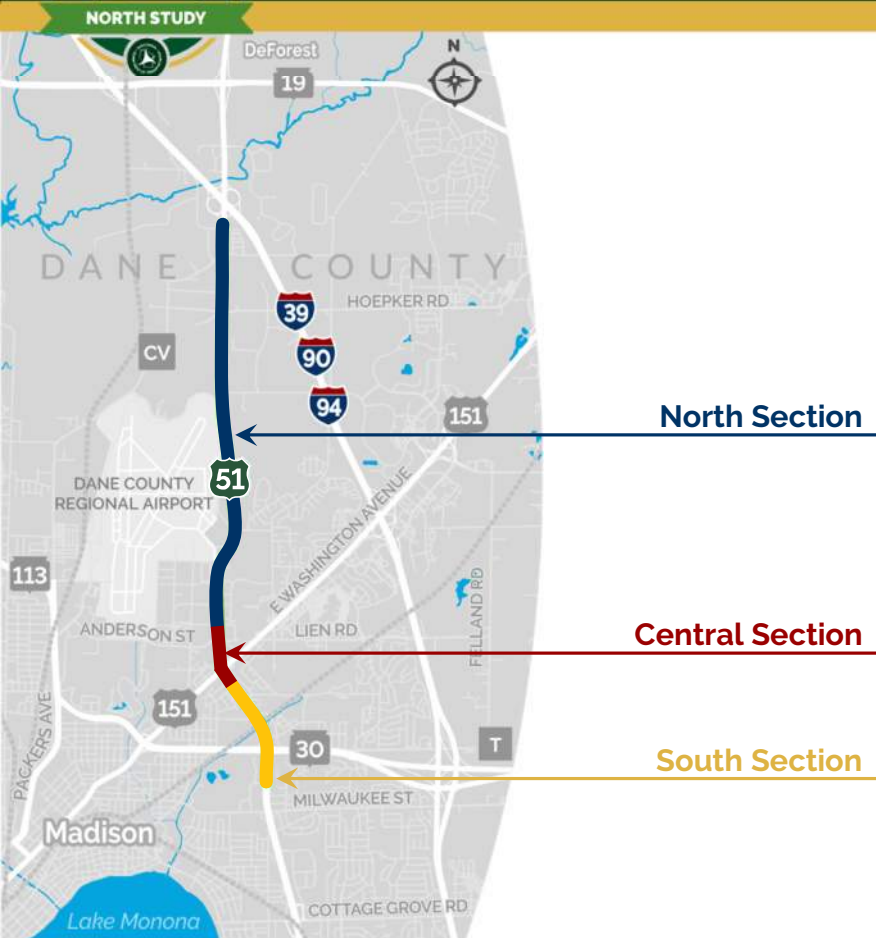 NORTH STUDY
DeForest
N
19
DANE COUNTY
HOEPKER RD
39
CV
90
94
151
North Section
51
DANE COUNTY
REGIONAL AIRPORT
E WASHINGTON AVENUE
113
FELLAND RD
ANDERSON ST
LIEN RD
Central Section
151
PACKERS AVE
30
T
South Section
MILWAUKEE ST
Madison
COTTAGE GROVE RD
Lake Monona